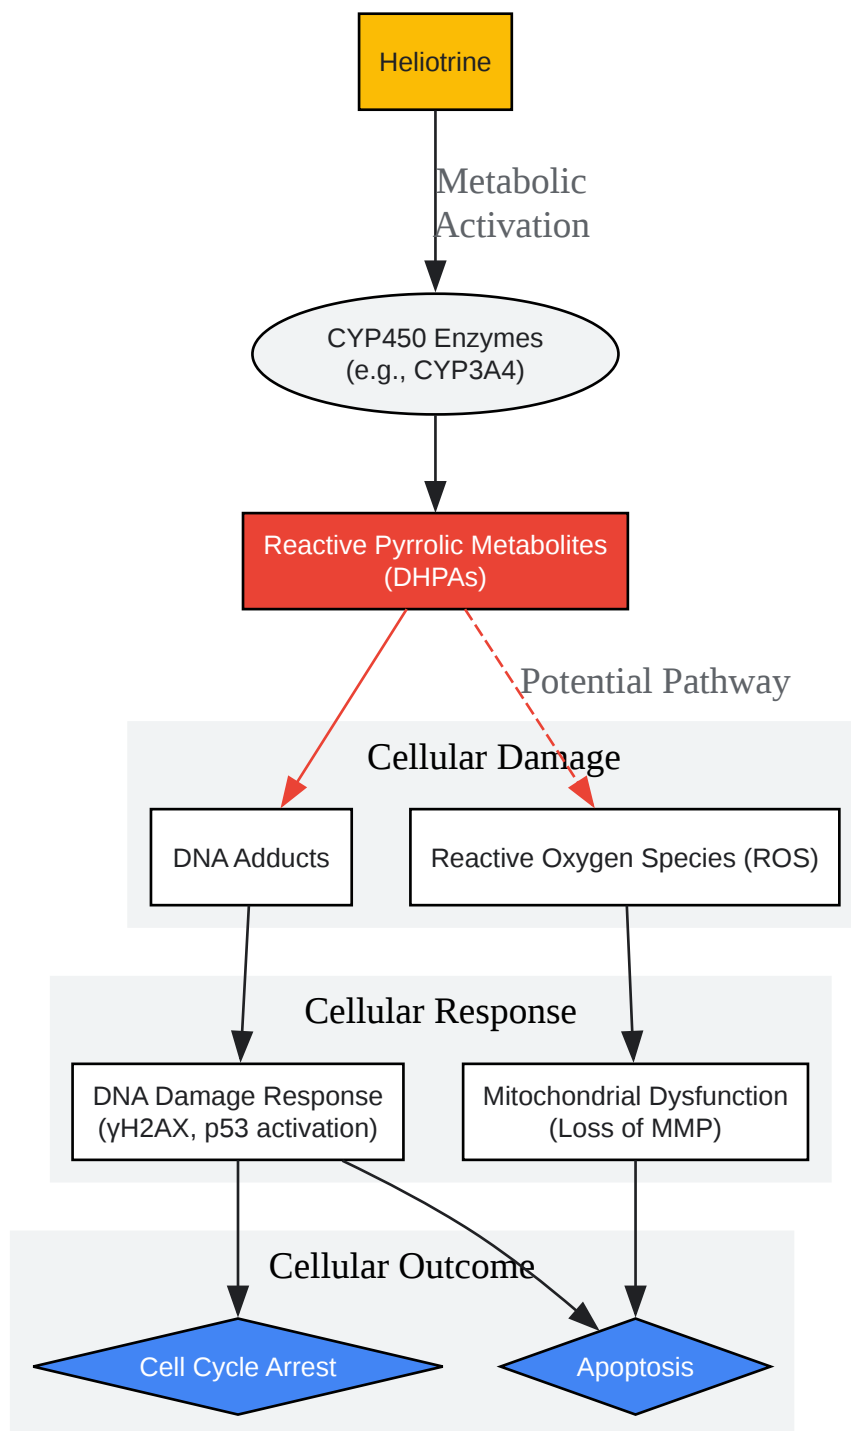 Heliotrine
Metabolic
Activation
CYP450 Enzymes
(e.g., CYP3A4)
Reactive Pyrrolic Metabolites
(DHPAs)
Potential Pathway
Cellular Damage
DNA Adducts
Reactive Oxygen Species (ROS)
Cellular Response
DNA Damage Response
(γH2AX, p53 activation)
Mitochondrial Dysfunction
(Loss of MMP)
Cellular Outcome
Cell Cycle Arrest
Apoptosis